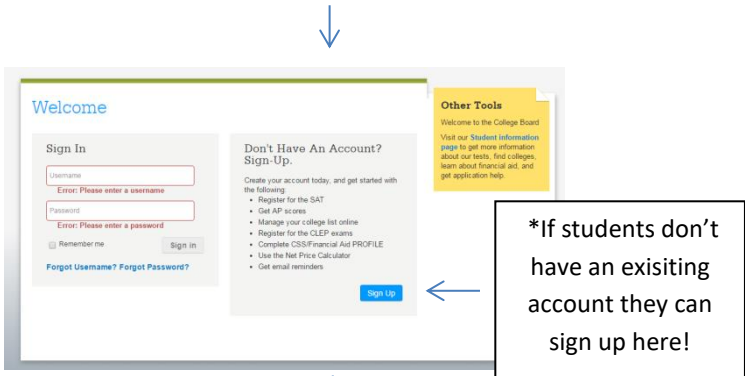 Welcome
Sign In
Username
Error: Please enter a username
Password
Error: Please enter a password
Remember me
Sign in
Forgot Username? Forgot Password?
Don't Have An Account?
Sign-Up.
Create your account today, and get started with
the following:
Register for the SAT
Get AP scores
Manage your college list online
Register for the CLEP exams
Complete CSS/Financial Aid PROFILE
Use the Net Price Calculator
Get email reminders
Sign Up
Other Tools
Welcome to the College Board
Visit our Student information
page to get more information
about our tests, find colleges,
learn about financial aid, and
get application help.
*If students don't
have an exisiting
account they can
sign up here!